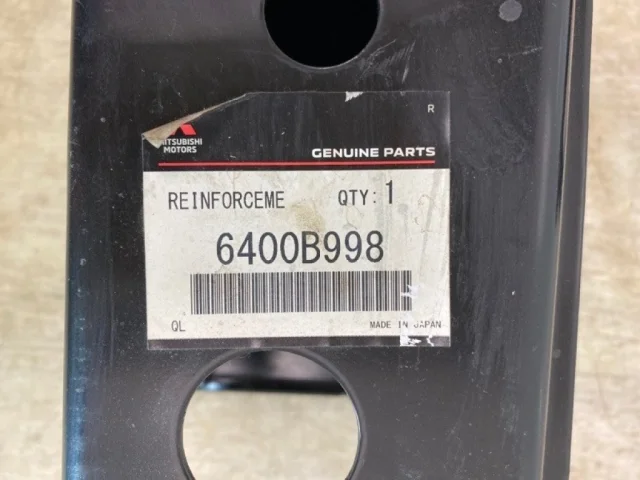 R
MITSUBISHI
MOTORS
GENUINE PARTS
REINFORCEME QTY: 1
6400B998
QL MADE IN JAPAN